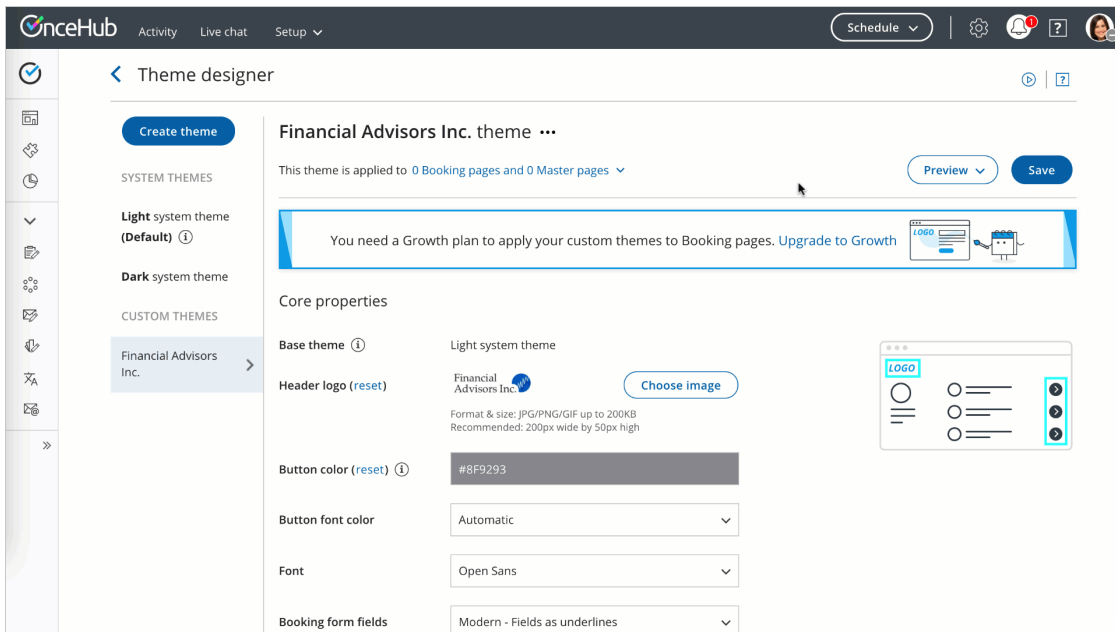 OnceHub
Activity
Live chat
Setup
Schedule
1
?
Theme designer
?
Create theme
SYSTEM THEMES
Light system theme
(Default) i
Dark system theme
CUSTOM THEMES
Financial Advisors
Inc.
Financial Advisors Inc. theme •••
This theme is applied to 0 Booking pages and 0 Master pages
Preview
Save
You need a Growth plan to apply your custom themes to Booking pages. Upgrade to Growth
LOGO
Core properties
Base theme i
Light system theme
Header logo (reset)
Financial
Advisors Inc.
Choose image
Format & size: JPG/PNG/GIF up to 200KB
Recommended: 200px wide by 50px high
LOGO
Button color (reset) i
#8F9293
Button font color
Automatic
Font
Open Sans
Booking form fields
Modern - Fields as underlines